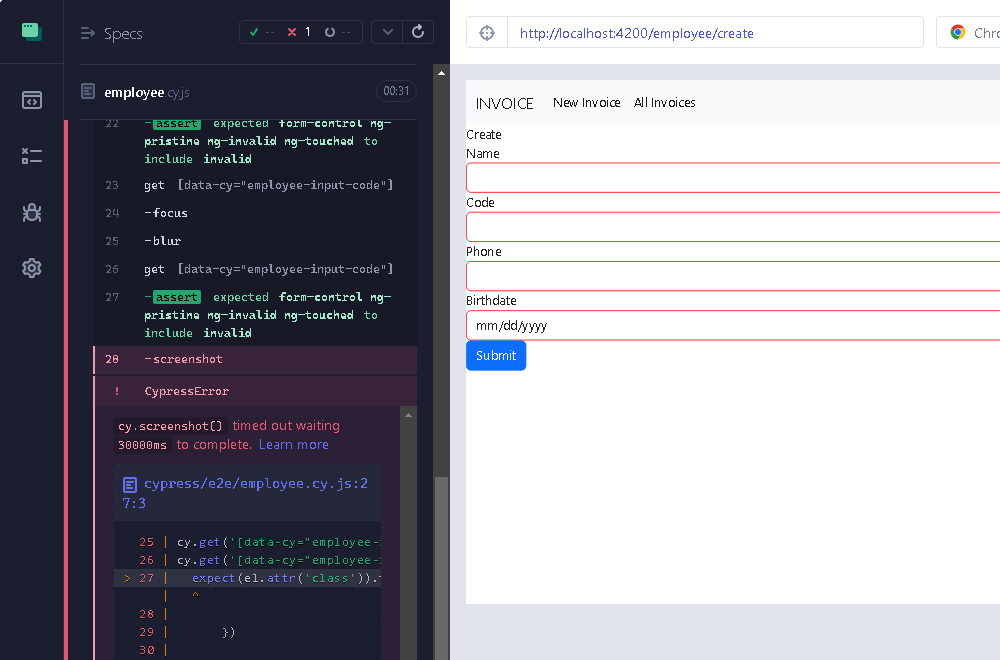 Specs
-- 1 --
http://localhost:4200/employee/create
Chro
employee.cy.js 00:31
22 -assert expected form-control ng-
pristine ng-invalid ng-touched to
include invalid
23 get [data-cy="employee-input-code"]
24 -focus
25 -blur
26 get [data-cy="employee-input-code"]
27 -assert expected form-control ng-
pristine ng-invalid ng-touched to
include invalid
28 -screenshot
! CypressError
cy.screenshot() timed out waiting
30000ms to complete. Learn more
cypress/e2e/employee.cy.js:2
7:3
25 | cy.get('[data-cy="employee-i
26 | cy.get('[data-cy="employee-i
> 27 | expect(el.attr('class')).t
| ^
28 |
29 | })
30 |
INVOICE New Invoice All Invoices
Create
Name
Code
Phone
Birthdate
mm/dd/yyyy
Submit